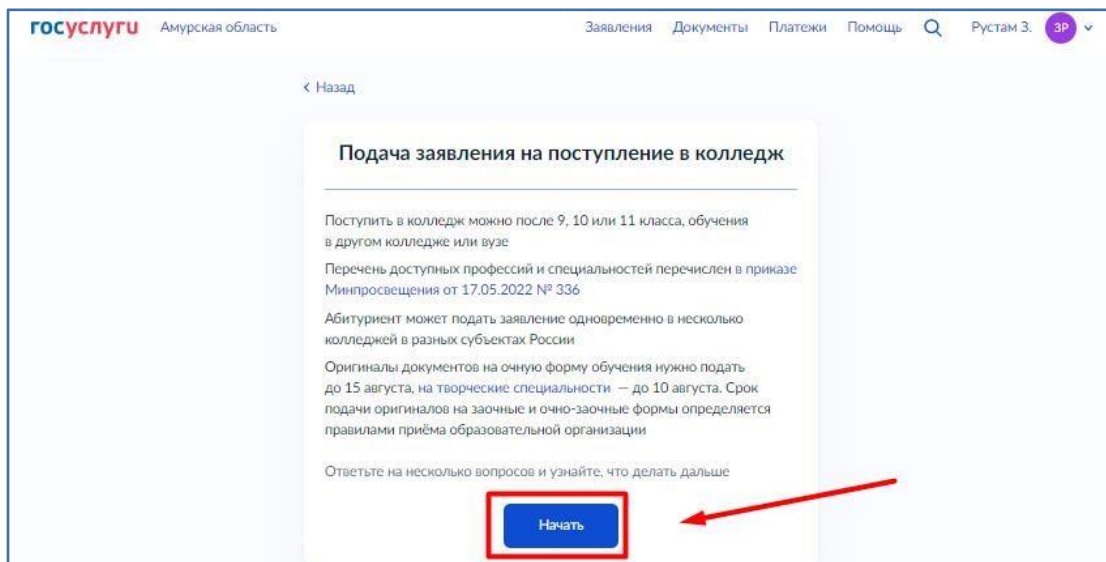 госуслуги Амурская область Заявления Документы Платежи Помощь Рустам З. ЗР
Назад
Подача заявления на поступление в колледж
Поступить в колледж можно после 9, 10 или 11 класса, обучения
в другом колледже или вузе
Перечень доступных профессий и специальностей перечислен в приказе
Минпросвещения от 17.05.2022 № 336
Абитуриент может подать заявление одновременно в несколько
колледжей в разных субъектах России
Оригиналы документов на очную форму обучения нужно подать
до 15 августа, на творческие специальности — до 10 августа. Срок
подачи оригиналов на заочные и очно-заочные формы определяется
правилами приёма образовательной организации
Ответьте на несколько вопросов и узнайте, что делать дальше
Начать